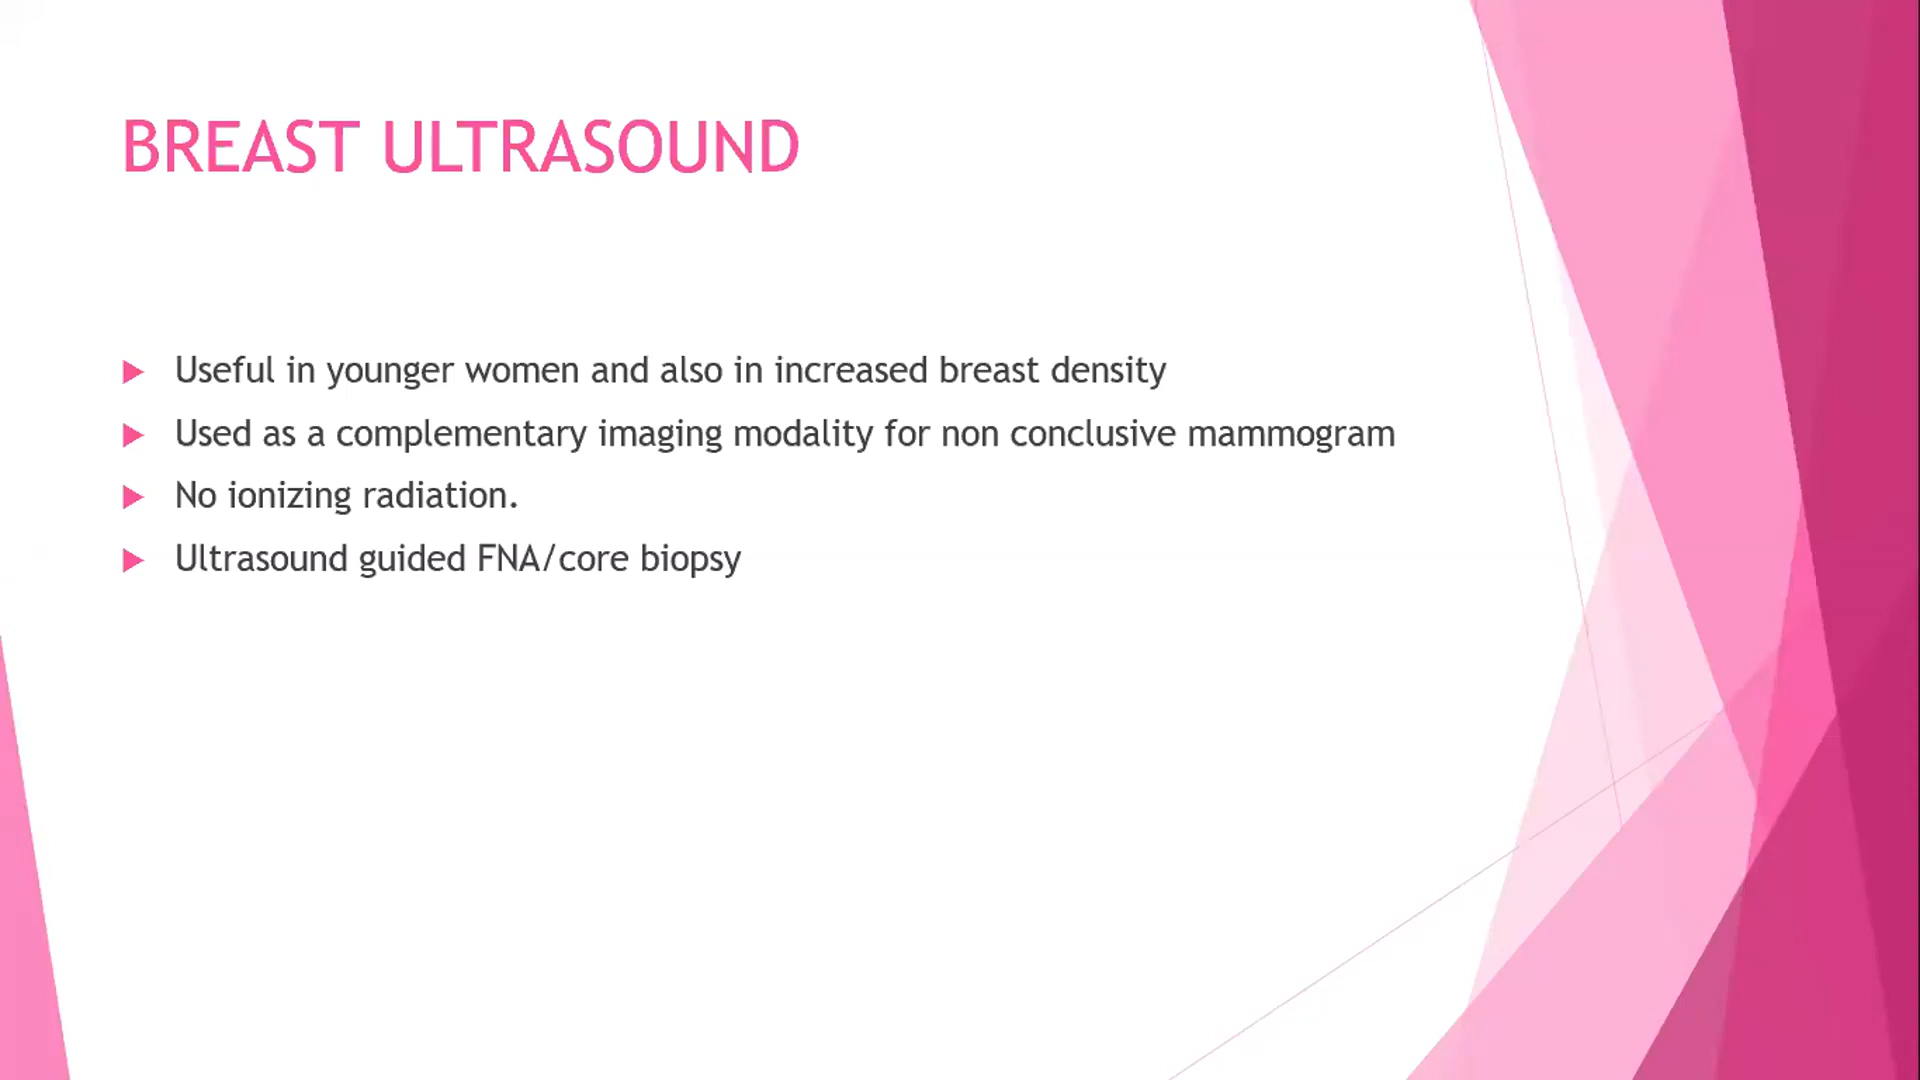 BREAST ULTRASOUND
Useful in younger women and also in increased breast density
Used as a complementary imaging modality for non conclusive mammogram
No ionizing radiation.
Ultrasound guided FNA/core biopsy